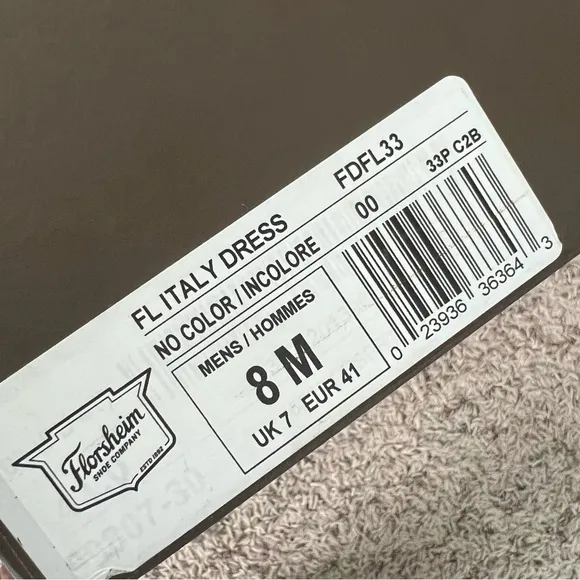 FL ITALY DRESS FDFL33
NO COLOR / INCOLORE 00 33P C2B
MENS / HOMMES
8 M
UK 7 EUR 41
0 23936 36364 3
Florsheim
SHOE COMPANY
ESTD 1892